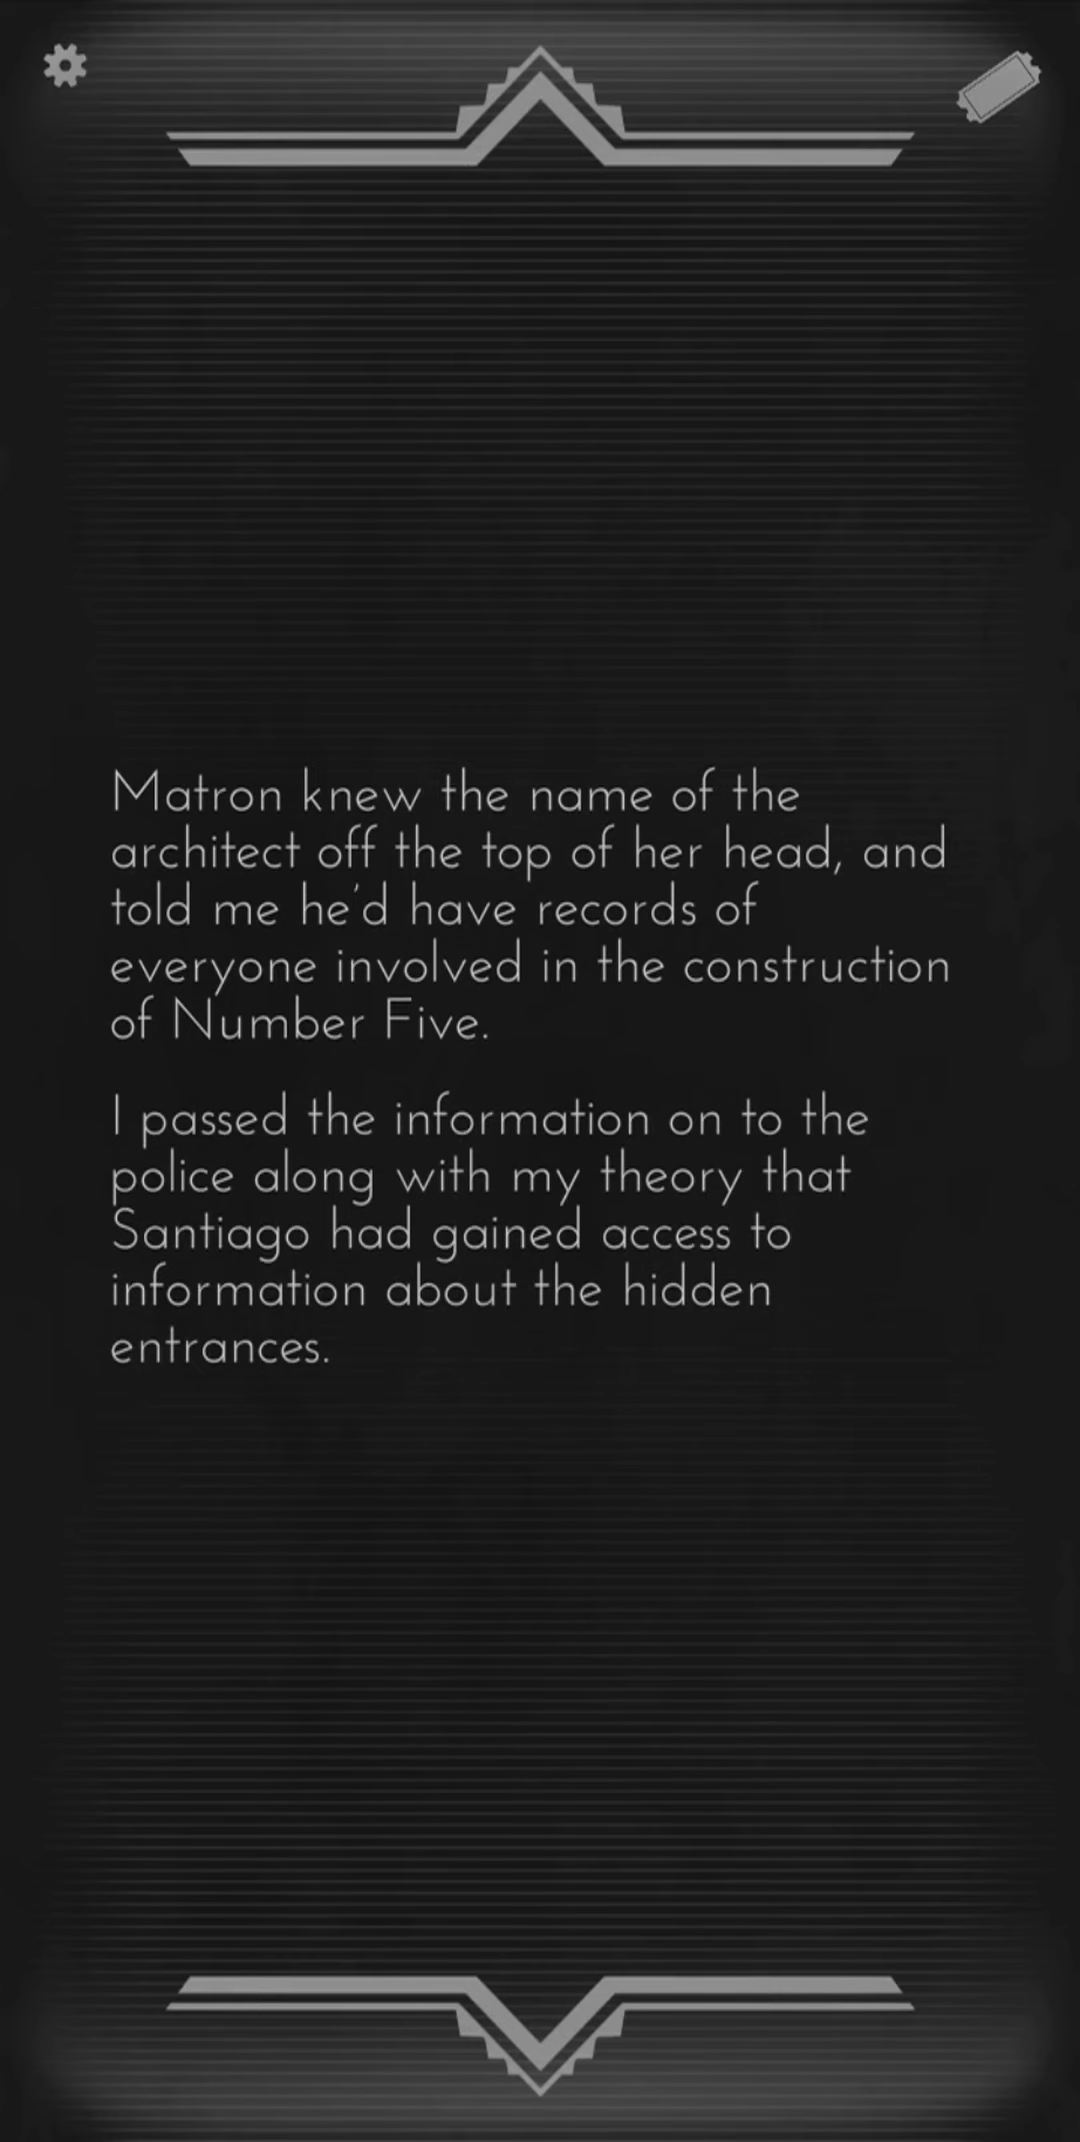 Matron knew the name of the
architect off the top of her head, and
told me he'd have records of
everyone involved in the construction
of Number Five.
I passed the information on to the
police along with my theory that
Santiago had gained access to
information about the hidden
entrances.